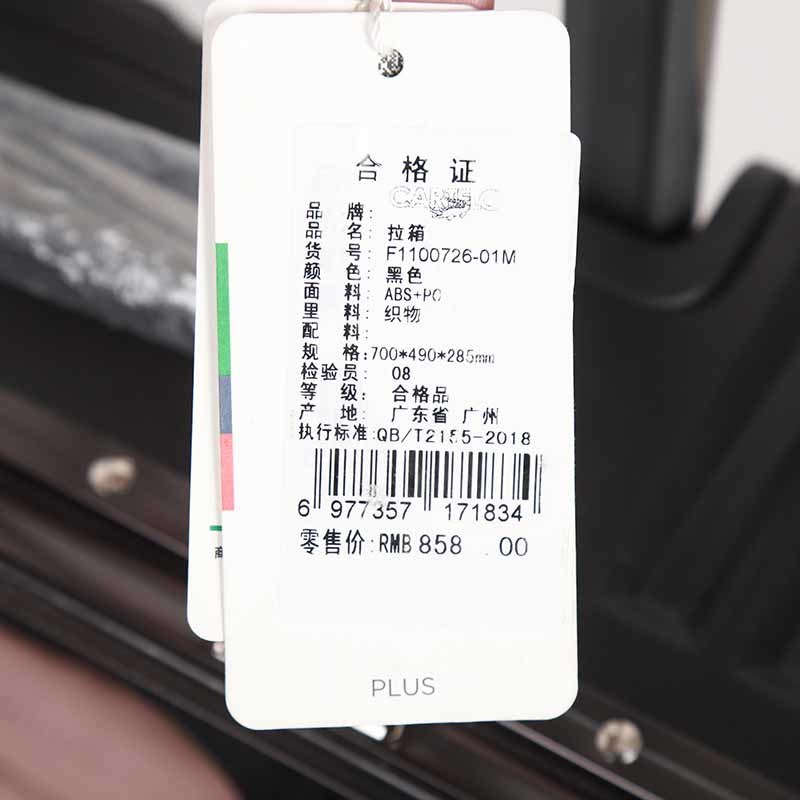 合格证
品 牌:
品 名: 拉箱
货 号: F1100726-01M
颜 色: 黑色
面 料: ABS+PC
里 料: 织物
配 料:
规 格:700*490*285mm
检验员: 08
等 级: 合格品
产 地: 广东省 广州
执行标准:QB/T2155-2018
6 977357 171834
零售价:RMB 858 .00
商
PLUS